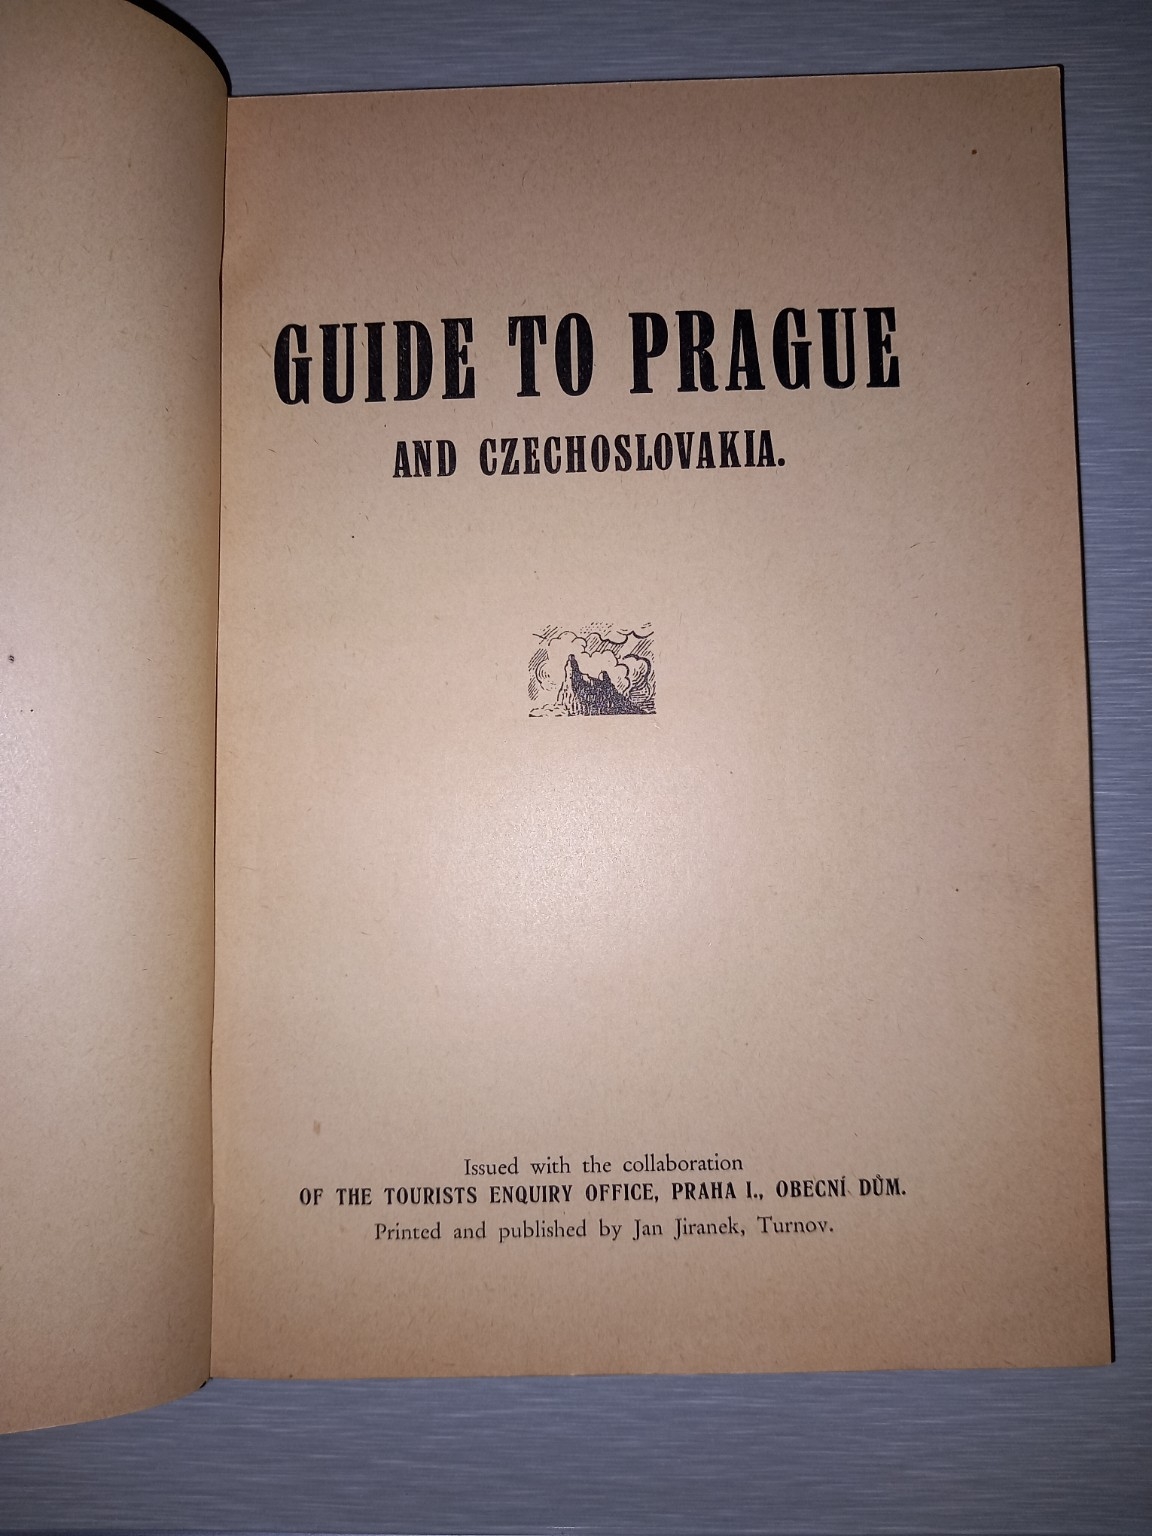 GUIDE TO PRAGUE
AND CZECHOSLOVAKIA.
Issued with the collaboration
OF THE TOURISTS ENQUIRY OFFICE, PRAHA I., OBECNÍ DŮM.
Printed and published by Jan Jiranek, Turnov.